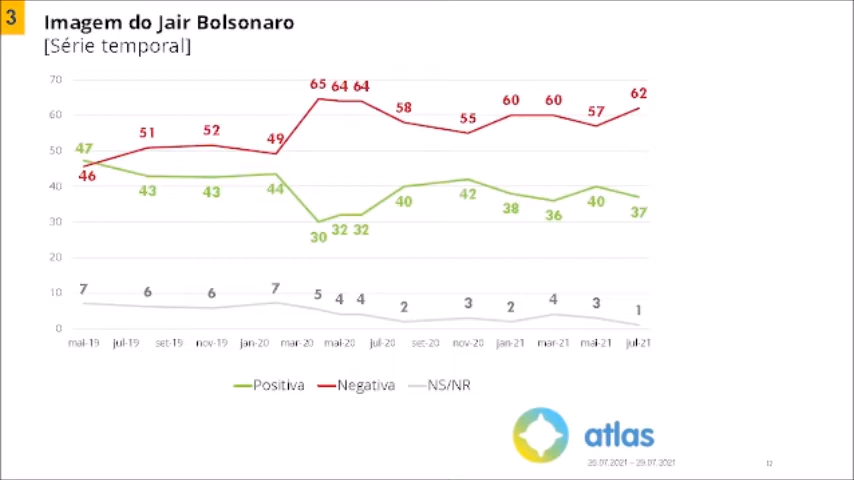 3
Imagem do Jair Bolsonaro
[Série temporal]
70
60
50
40
30
20
10
0
47 43 43 44 30 32 32 40 42 38 36 40 37
46 51 52 49 65 64 64 58 55 60 60 57 62
7 6 6 7 5 4 4 2 3 2 4 3 1
mai-19 jul-19 set-19 nov-19 jan-20 mar-20 mai-20 jul-20 set-20 nov-20 jan-21 mar-21 mai-21 jul-21
Positiva Negativa NS/NR
atlas
26.07.2021 – 29.07.2021
12